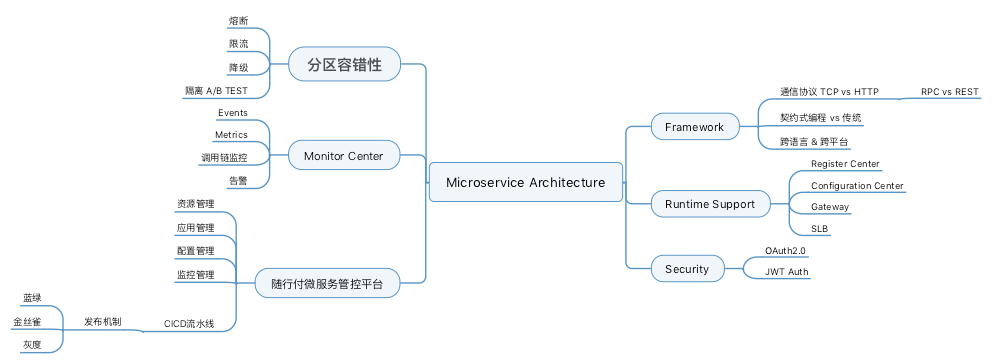 Microservice Architecture
分区容错性
熔断
限流
降级
隔离 A/B TEST
Monitor Center
Events
Metrics
调用链监控
告警
随行付微服务管控平台
资源管理
应用管理
配置管理
监控管理
CICD流水线
发布机制
蓝绿
金丝雀
灰度
Framework
通信协议 TCP vs HTTP
RPC vs REST
契约式编程 vs 传统
跨语言 & 跨平台
Runtime Support
Register Center
Configuration Center
Gateway
SLB
Security
OAuth2.0
JWT Auth